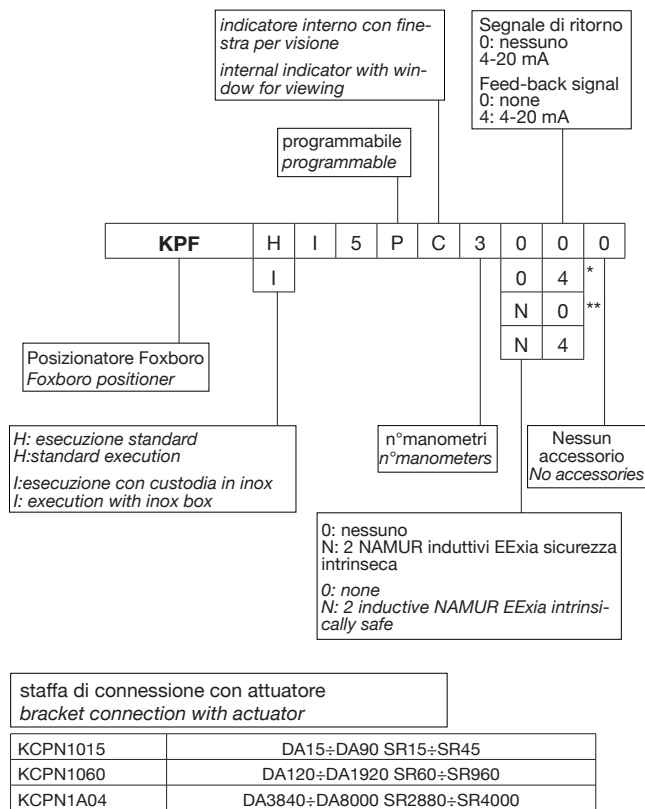 indicatore interno con fine-
stra per visione
internal indicator with win-
dow for viewing
Segnale di ritorno
0: nessuno
4-20 mA
Feed-back signal
0: none
4: 4-20 mA
programmabile
programmable
KPF H I 5 P C 3 0 0 0
I 0 4 *
N 0 **
N 4
Posizionatore Foxboro
Foxboro positioner
H: esecuzione standard
H:standard execution
I:esecuzione con custodia in inox
I: execution with inox box
n°manometri
n°manometers
Nessun
accessorio
No accessories
0: nessuno
N: 2 NAMUR induttivi EExia sicurezza
intrinseca
0: none
N: 2 inductive NAMUR EExia intrinsi-
cally safe
staffa di connessione con attuatore
bracket connection with actuator
KCPN1015 DA15÷DA90 SR15÷SR45
KCPN1060 DA120÷DA1920 SR60÷SR960
KCPN1A04 DA3840÷DA8000 SR2880÷SR4000